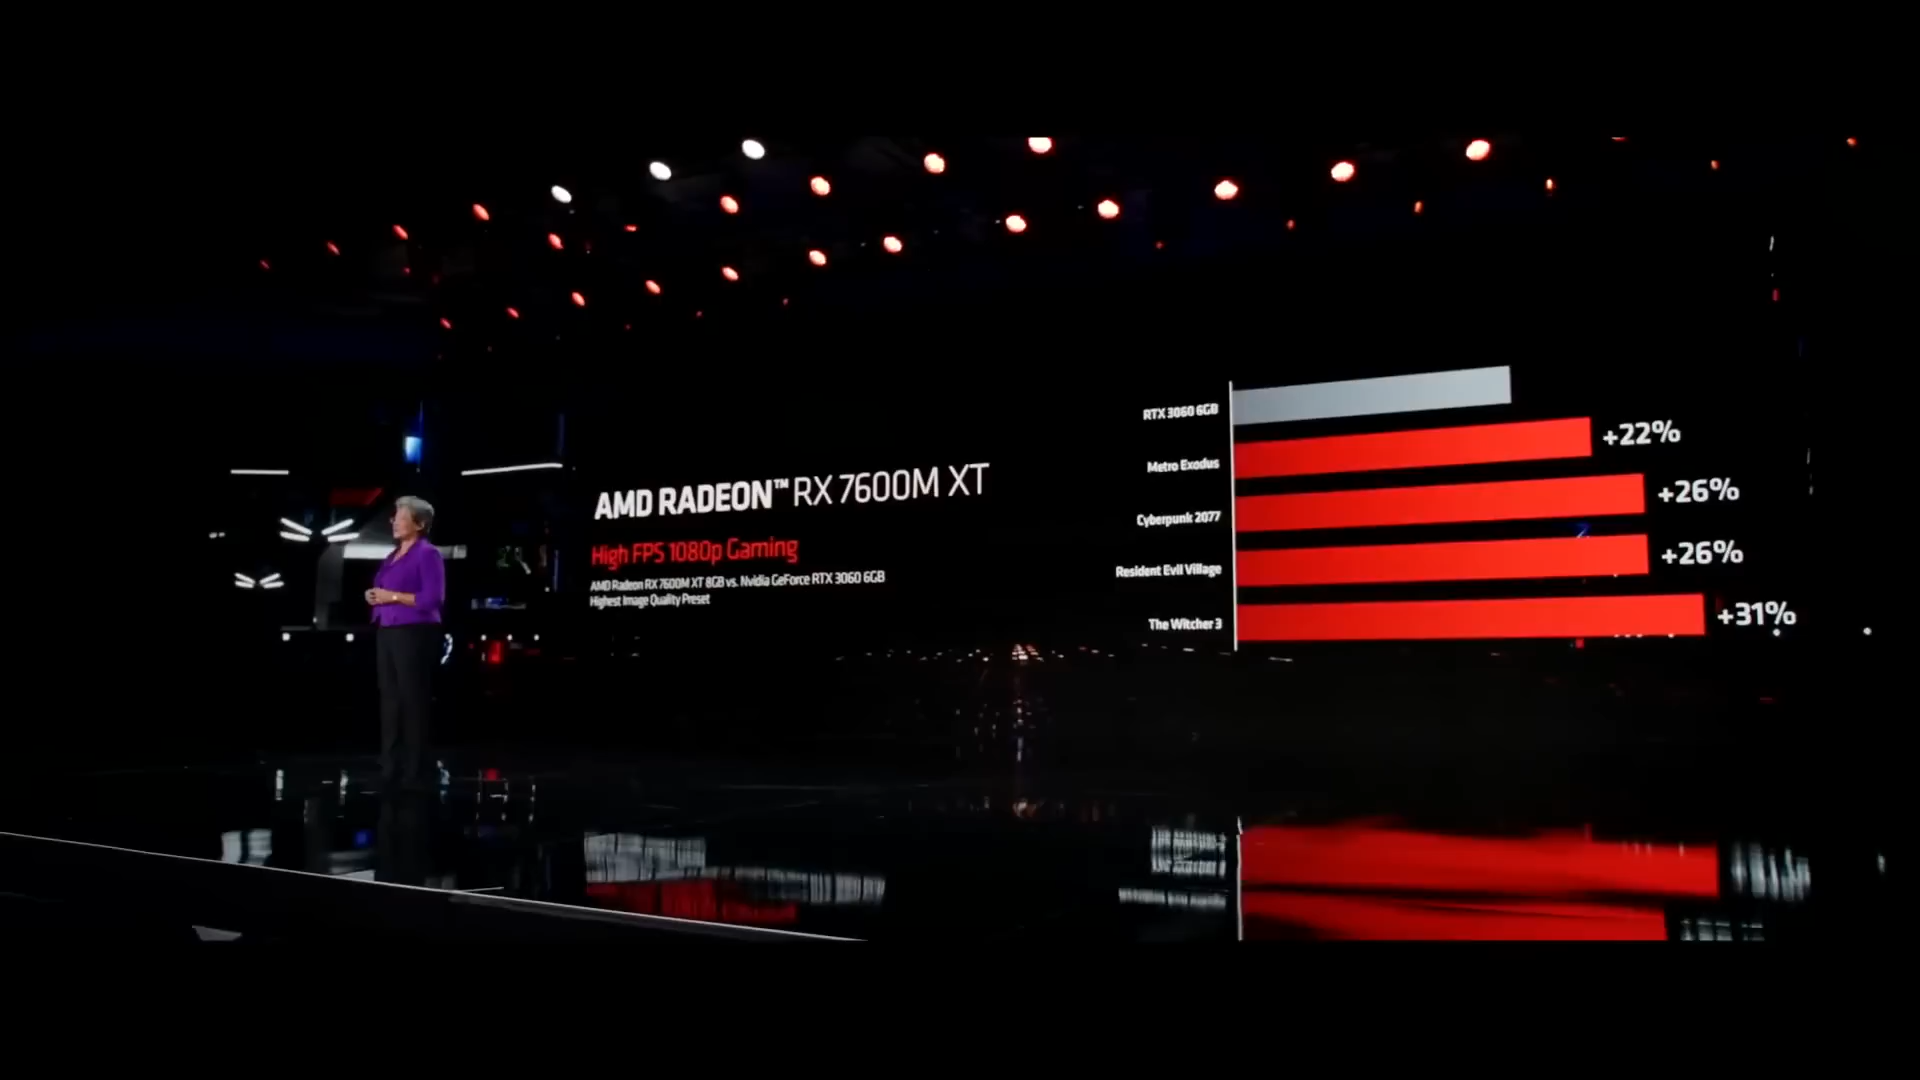 AMD RADEON™ RX 7600M XT
High FPS 1080p Gaming
AMD Radeon RX 7600M XT 8GB vs. Nvidia GeForce RTX 3060 6GB
Highest Image Quality Preset
RTX 3060 6GB
Metro Exodus +22%
Cyberpunk 2077 +26%
Resident Evil Village +26%
The Witcher 3 +31%